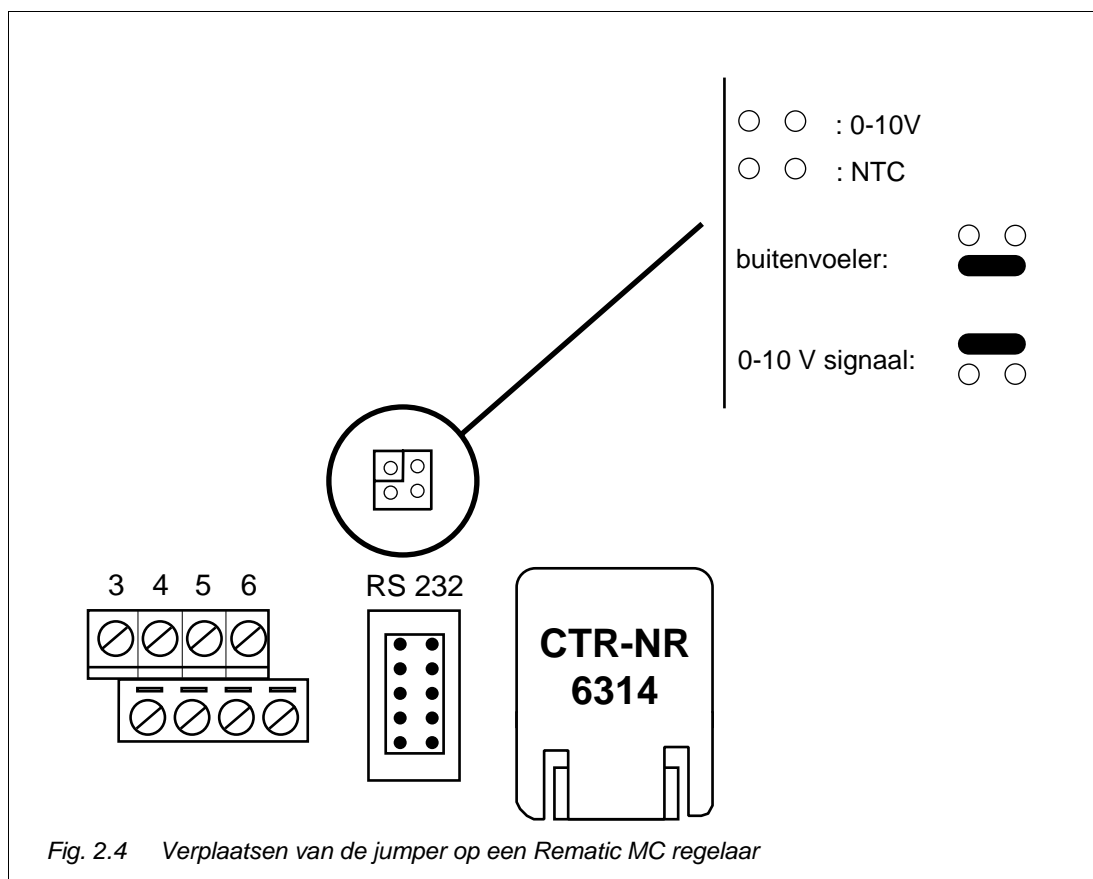 : 0-10V
: NTC
buitenvoeler:
0-10 V signaal:
3 4 5 6
RS 232
CTR-NR
6314
Fig. 2.4 Verplaatsen van de jumper op een Rematic MC regelaar